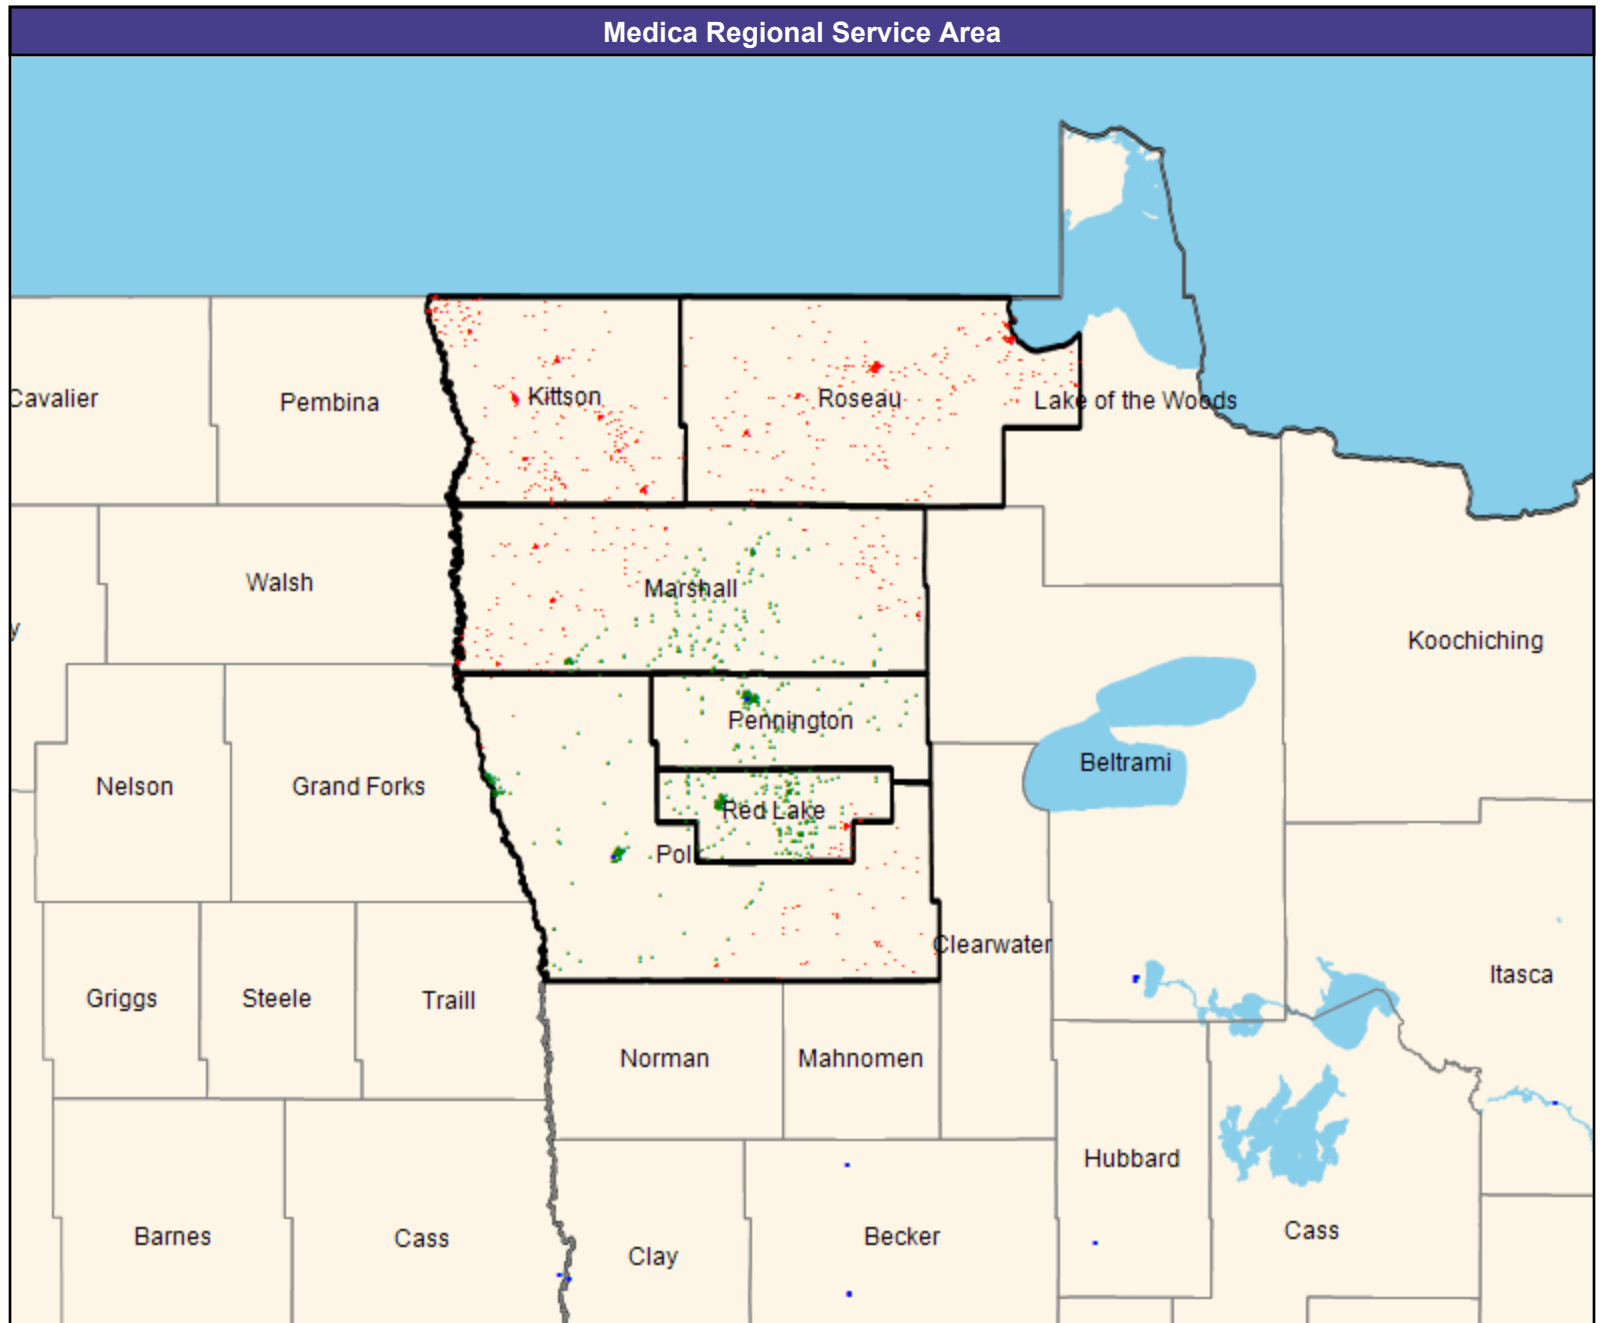 Medica Regional Service Area
Cavalier
Pembina
Kittson
Roseau
Lake of the Woods
Walsh
Marshall
y
Koochiching
Pennington
Beltrami
Nelson
Grand Forks
Red Lake
Pol
Clearwater
Itasca
Griggs
Steele
Traill
Norman
Mahnomen
Hubbard
Barnes
Cass
Clay
Becker
Cass